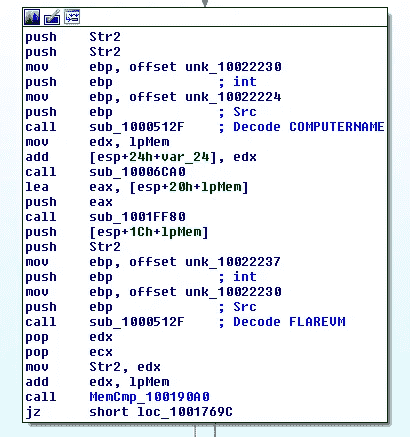 push Str2
push Str2
mov ebp, offset unk_10022230
push ebp ; int
mov ebp, offset unk_10022224
push ebp ; Src
call sub_1000512F ; Decode COMPUTERNAME
mov edx, lpMem
add [esp+24h+var_24], edx
call sub_10006CA0
lea eax, [esp+20h+lpMem]
push eax
call sub_1001FF80
push [esp+1Ch+lpMem]
push Str2
mov ebp, offset unk_10022237
push ebp ; int
mov ebp, offset unk_10022230
push ebp ; Src
call sub_1000512F ; Decode FLAREVM
pop edx
pop ecx
mov Str2, edx
add edx, lpMem
call MemCmp_100190A0
jz short loc_1001769C